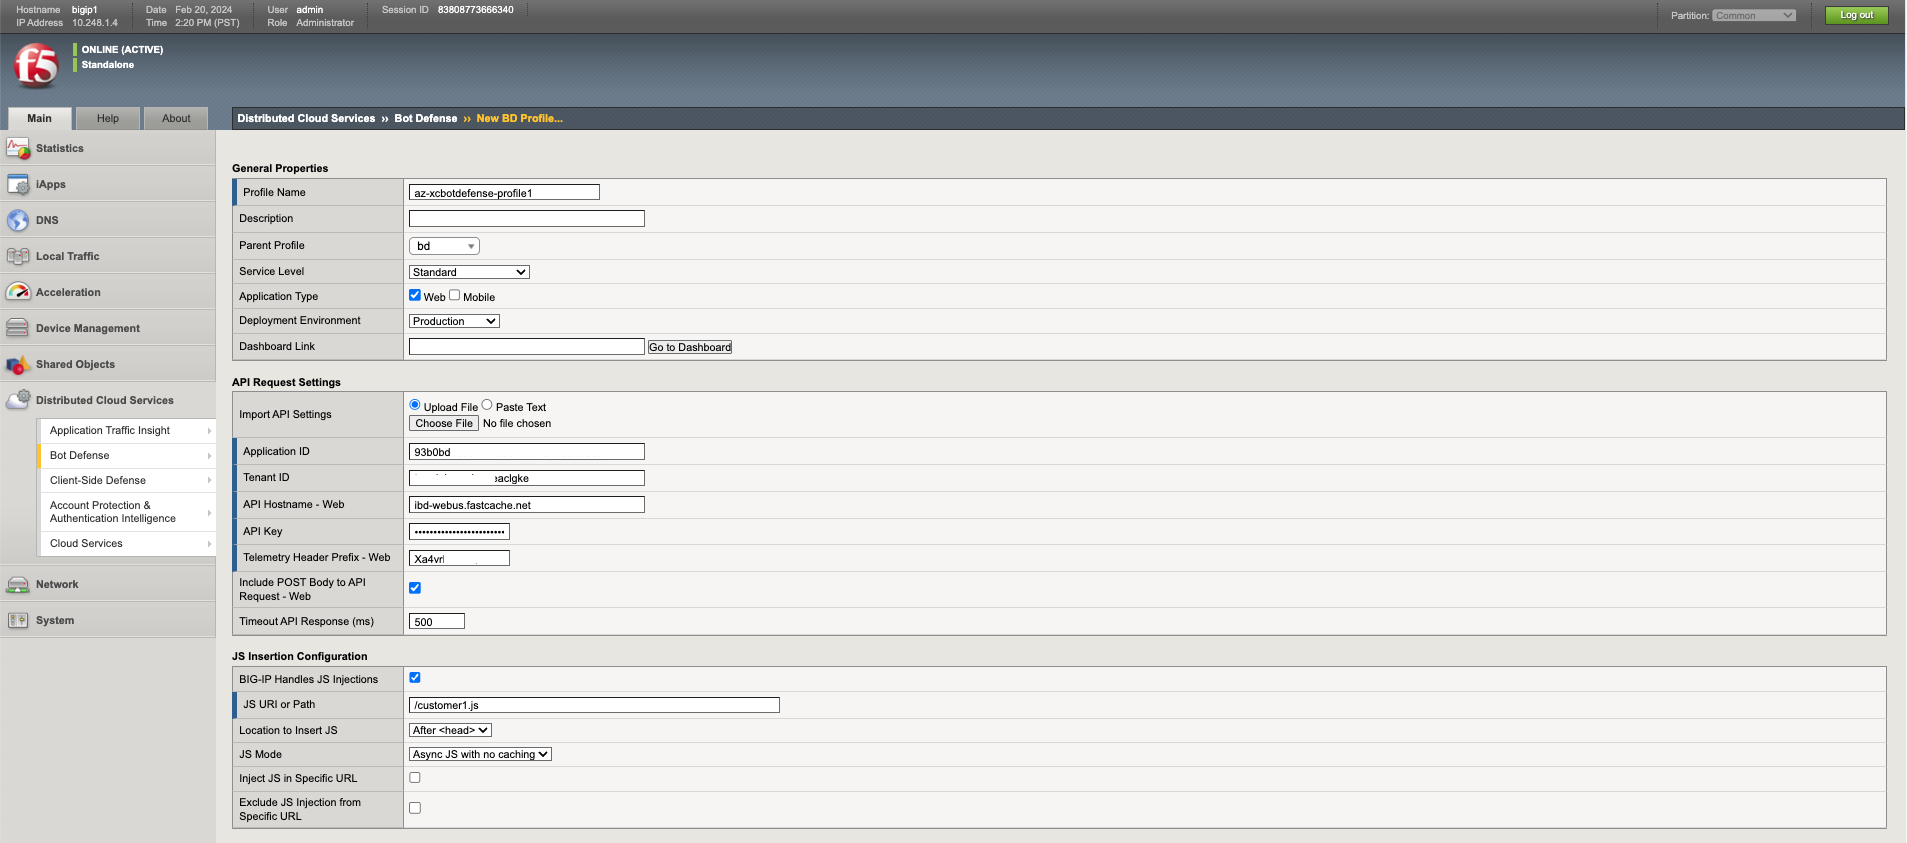 Hostname bigip1 Date Feb 20, 2024 User admin Session ID 83808773666340
IP Address 10.248.1.4 Time 2:20 PM (PST) Role Administrator
Partition: Common Log out
f5
ONLINE (ACTIVE)
Standalone
Main Help About
Distributed Cloud Services ›› Bot Defense ›› New BD Profile...
Statistics
iApps
DNS
Local Traffic
Acceleration
Device Management
Shared Objects
Distributed Cloud Services
Application Traffic Insight
Bot Defense
Client-Side Defense
Account Protection &
Authentication Intelligence
Cloud Services
Network
System
General Properties
Profile Name az-xcbotdefense-profile1
Description
Parent Profile bd
Service Level Standard
Application Type Web Mobile
Deployment Environment Production
Dashboard Link Go to Dashboard
API Request Settings
Import API Settings Upload File Paste Text
Choose File No file chosen
Application ID 93b0bd
Tenant ID eaclgke
API Hostname - Web ibd-webus.fastcache.net
API Key ••••••••••••••••••••••••
Telemetry Header Prefix - Web Xa4vr
Include POST Body to API
Request - Web
Timeout API Response (ms) 500
JS Insertion Configuration
BIG-IP Handles JS Injections
JS URI or Path /customer1.js
Location to Insert JS After <head>
JS Mode Async JS with no caching
Inject JS in Specific URL
Exclude JS Injection from
Specific URL